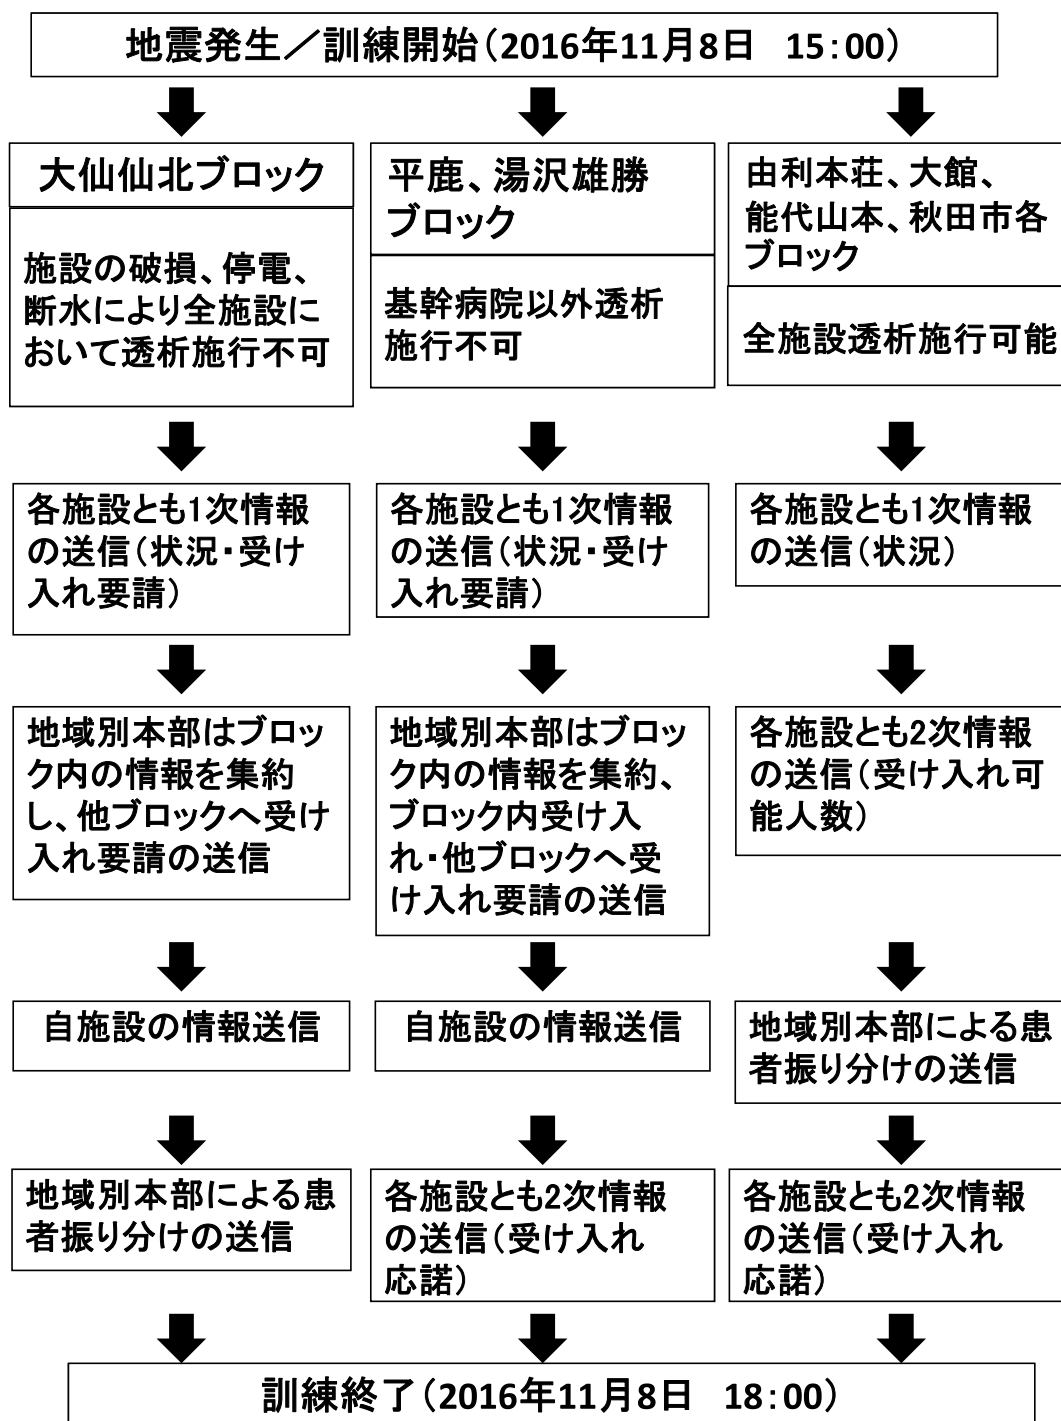 地震発生／訓練開始（2016年11月8日　15：00）
大仙仙北ブロック
施設の破損、停電、
断水により全施設に
おいて透析施行不可
各施設とも1次情報
の送信（状況・受け
入れ要請）
地域別本部はブロッ
ク内の情報を集約
し、他ブロックへ受け
入れ要請の送信
自施設の情報送信
地域別本部による患
者振り分けの送信
平鹿、湯沢雄勝
ブロック
基幹病院以外透析
施行不可
各施設とも1次情報
の送信（状況・受け
入れ要請）
地域別本部はブロッ
ク内の情報を集約、
ブロック内受け入
れ・他ブロックへ受
け入れ要請の送信
自施設の情報送信
各施設とも2次情報
の送信（受け入れ
応諾）
由利本荘、大館、
能代山本、秋田市各
ブロック
全施設透析施行可能
各施設とも1次情報
の送信（状況）
各施設とも2次情報
の送信（受け入れ可
能人数）
地域別本部による患
者振り分けの送信
各施設とも2次情報
の送信（受け入れ
応諾）
訓練終了（2016年11月8日　18：00）